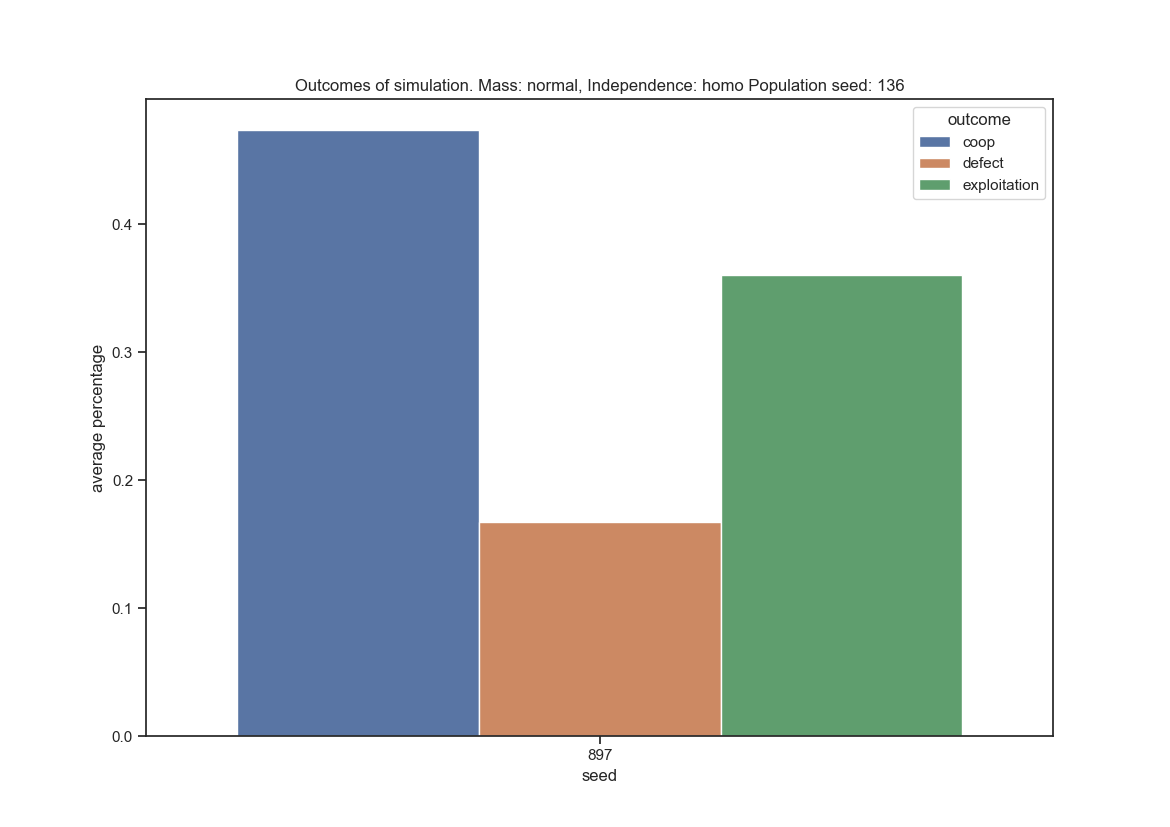 Outcomes of simulation. Mass: normal, Independence: homo Population seed: 136
outcome
coop
defect
exploitation
0.4
0.3
0.2
0.1
0.0
average percentage
897
seed